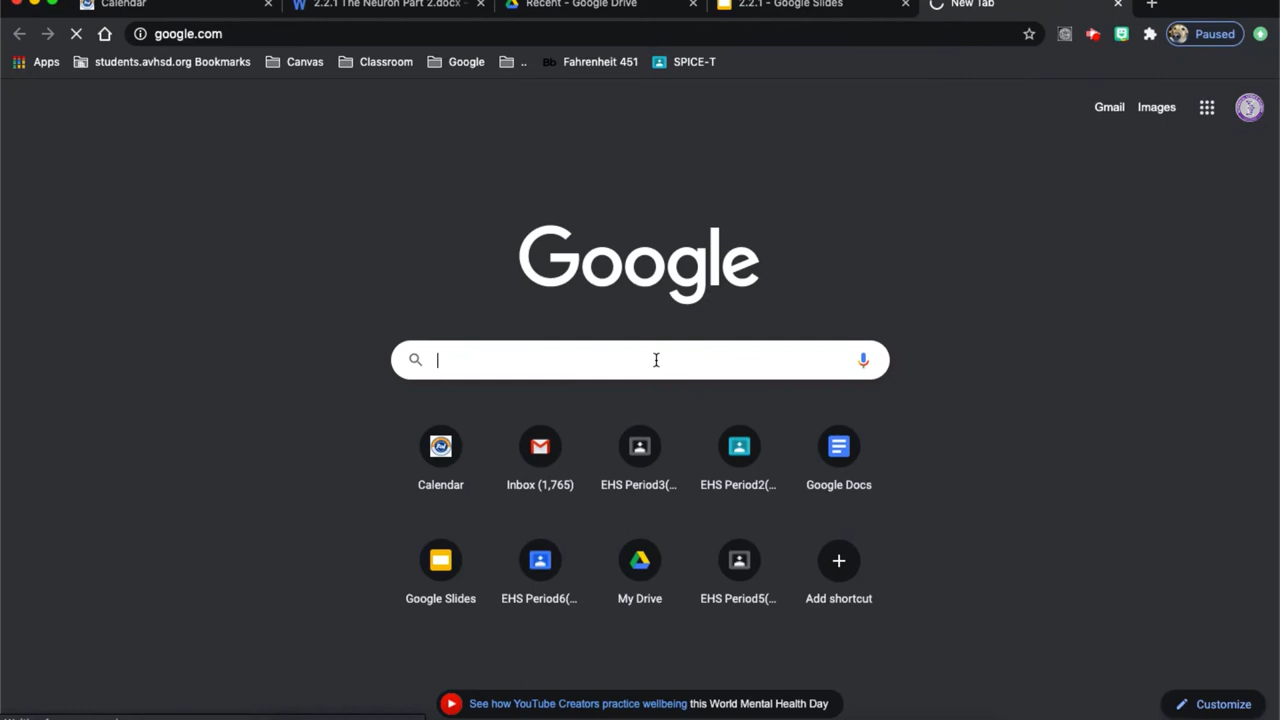 Calendar
2.2.1 The Neuron Part 2.docx -
Recent - Google Drive
2.2.1 - Google Slides
New Tab
google.com
Paused
Apps
students.avhsd.org Bookmarks
Canvas
Classroom
Google
..
Bb Fahrenheit 451
SPICE-T
Gmail
Images
Google
Calendar
Inbox (1,765)
EHS Period3(...
EHS Period2(...
Google Docs
Google Slides
EHS Period6(...
My Drive
EHS Period5(...
Add shortcut
See how YouTube Creators practice wellbeing this World Mental Health Day
Customize